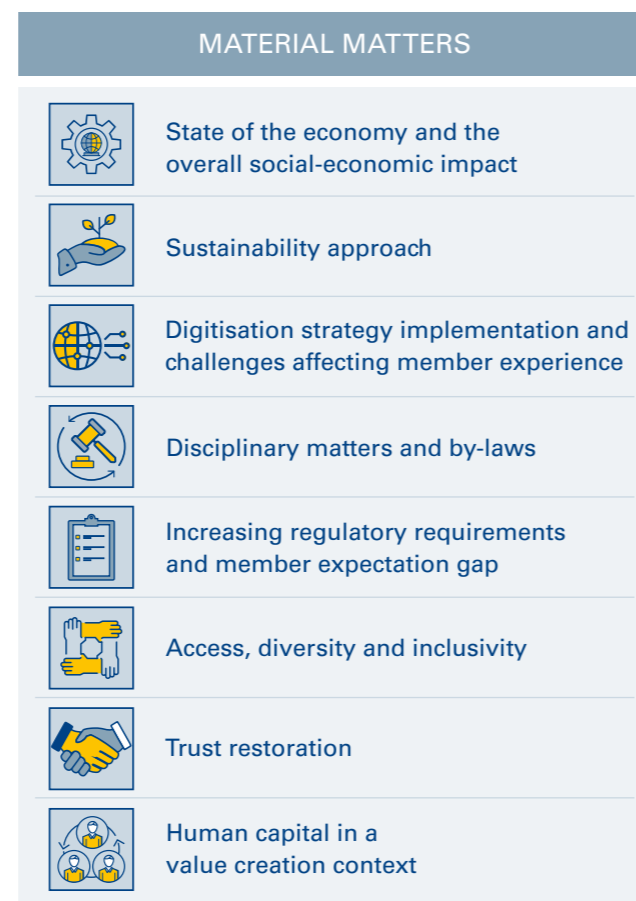 MATERIAL MATTERS
State of the economy and the
overall social-economic impact
Sustainability approach
Digitisation strategy implementation and
challenges affecting member experience
Disciplinary matters and by-laws
Increasing regulatory requirements
and member expectation gap
Access, diversity and inclusivity
Trust restoration
Human capital in a
value creation context